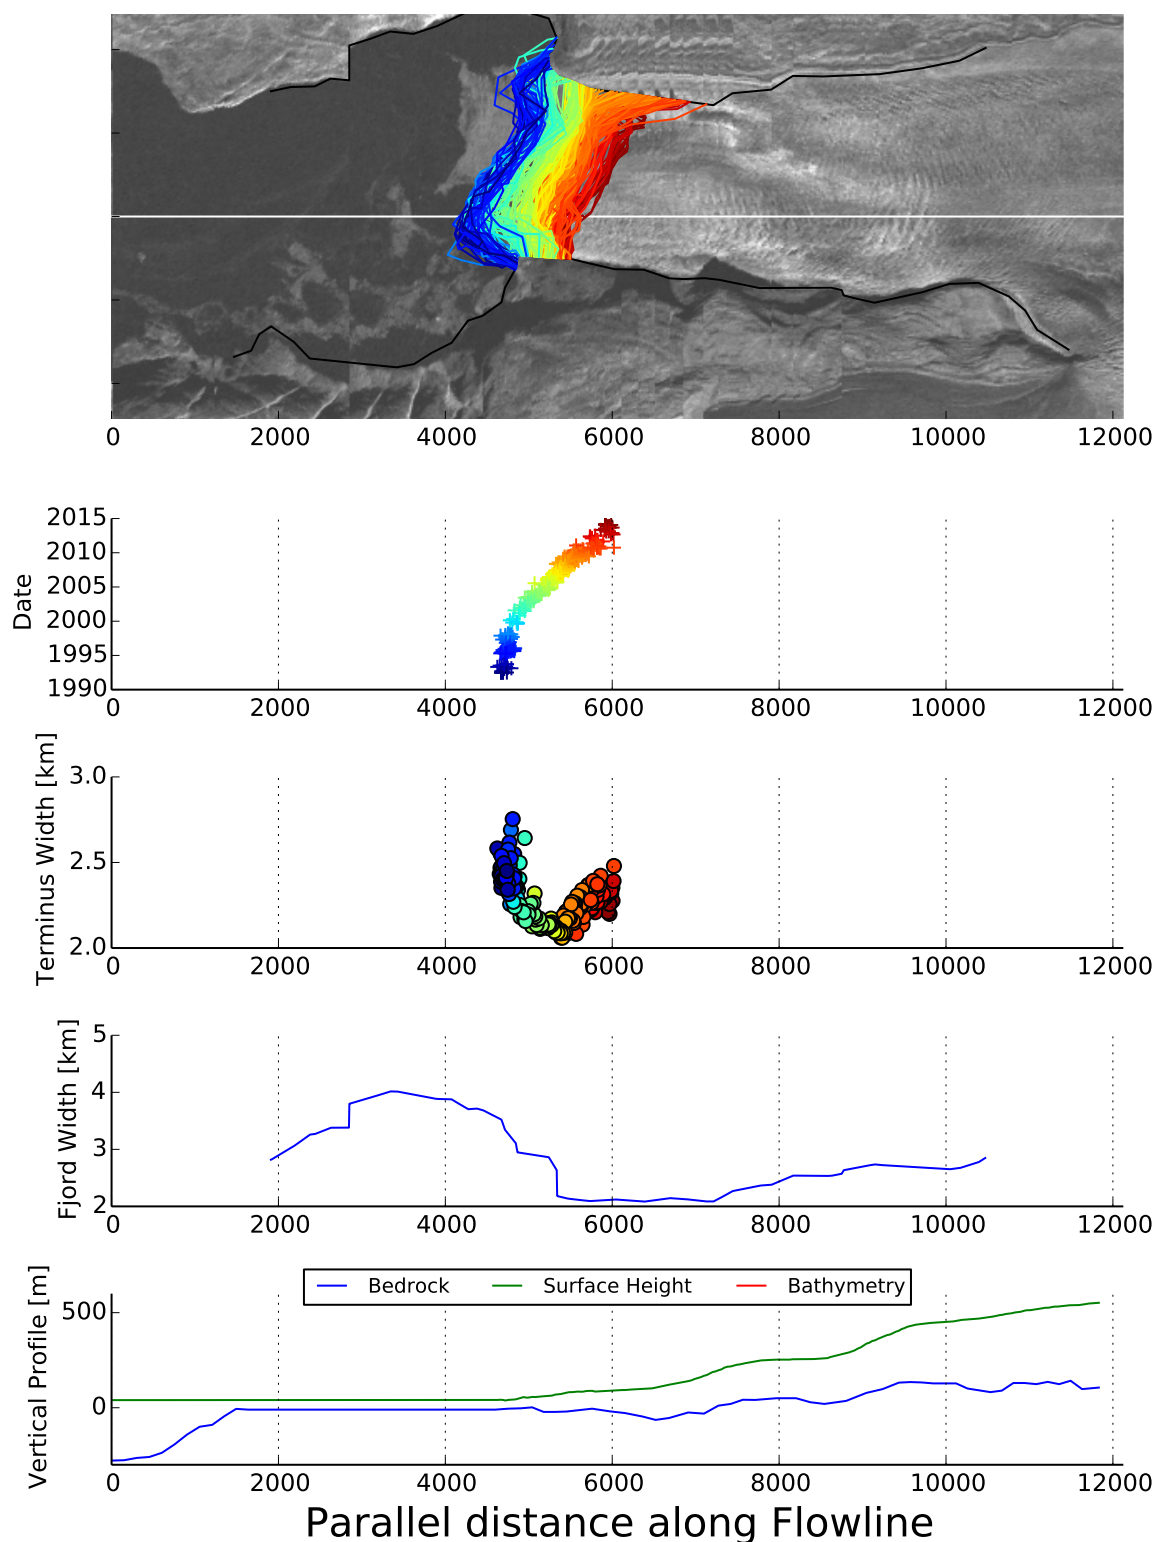 0 2000 4000 6000 8000 10000 12000
Date
2015
2010
2005
2000
1995
1990
0 2000 4000 6000 8000 10000 12000
Terminus Width [km]
3.0
2.5
2.0
0 2000 4000 6000 8000 10000 12000
Fjord Width [km]
5
4
3
2
0 2000 4000 6000 8000 10000 12000
Vertical Profile [m]
Bedrock Surface Height Bathymetry
500
0
0 2000 4000 6000 8000 10000 12000
Parallel distance along Flowline